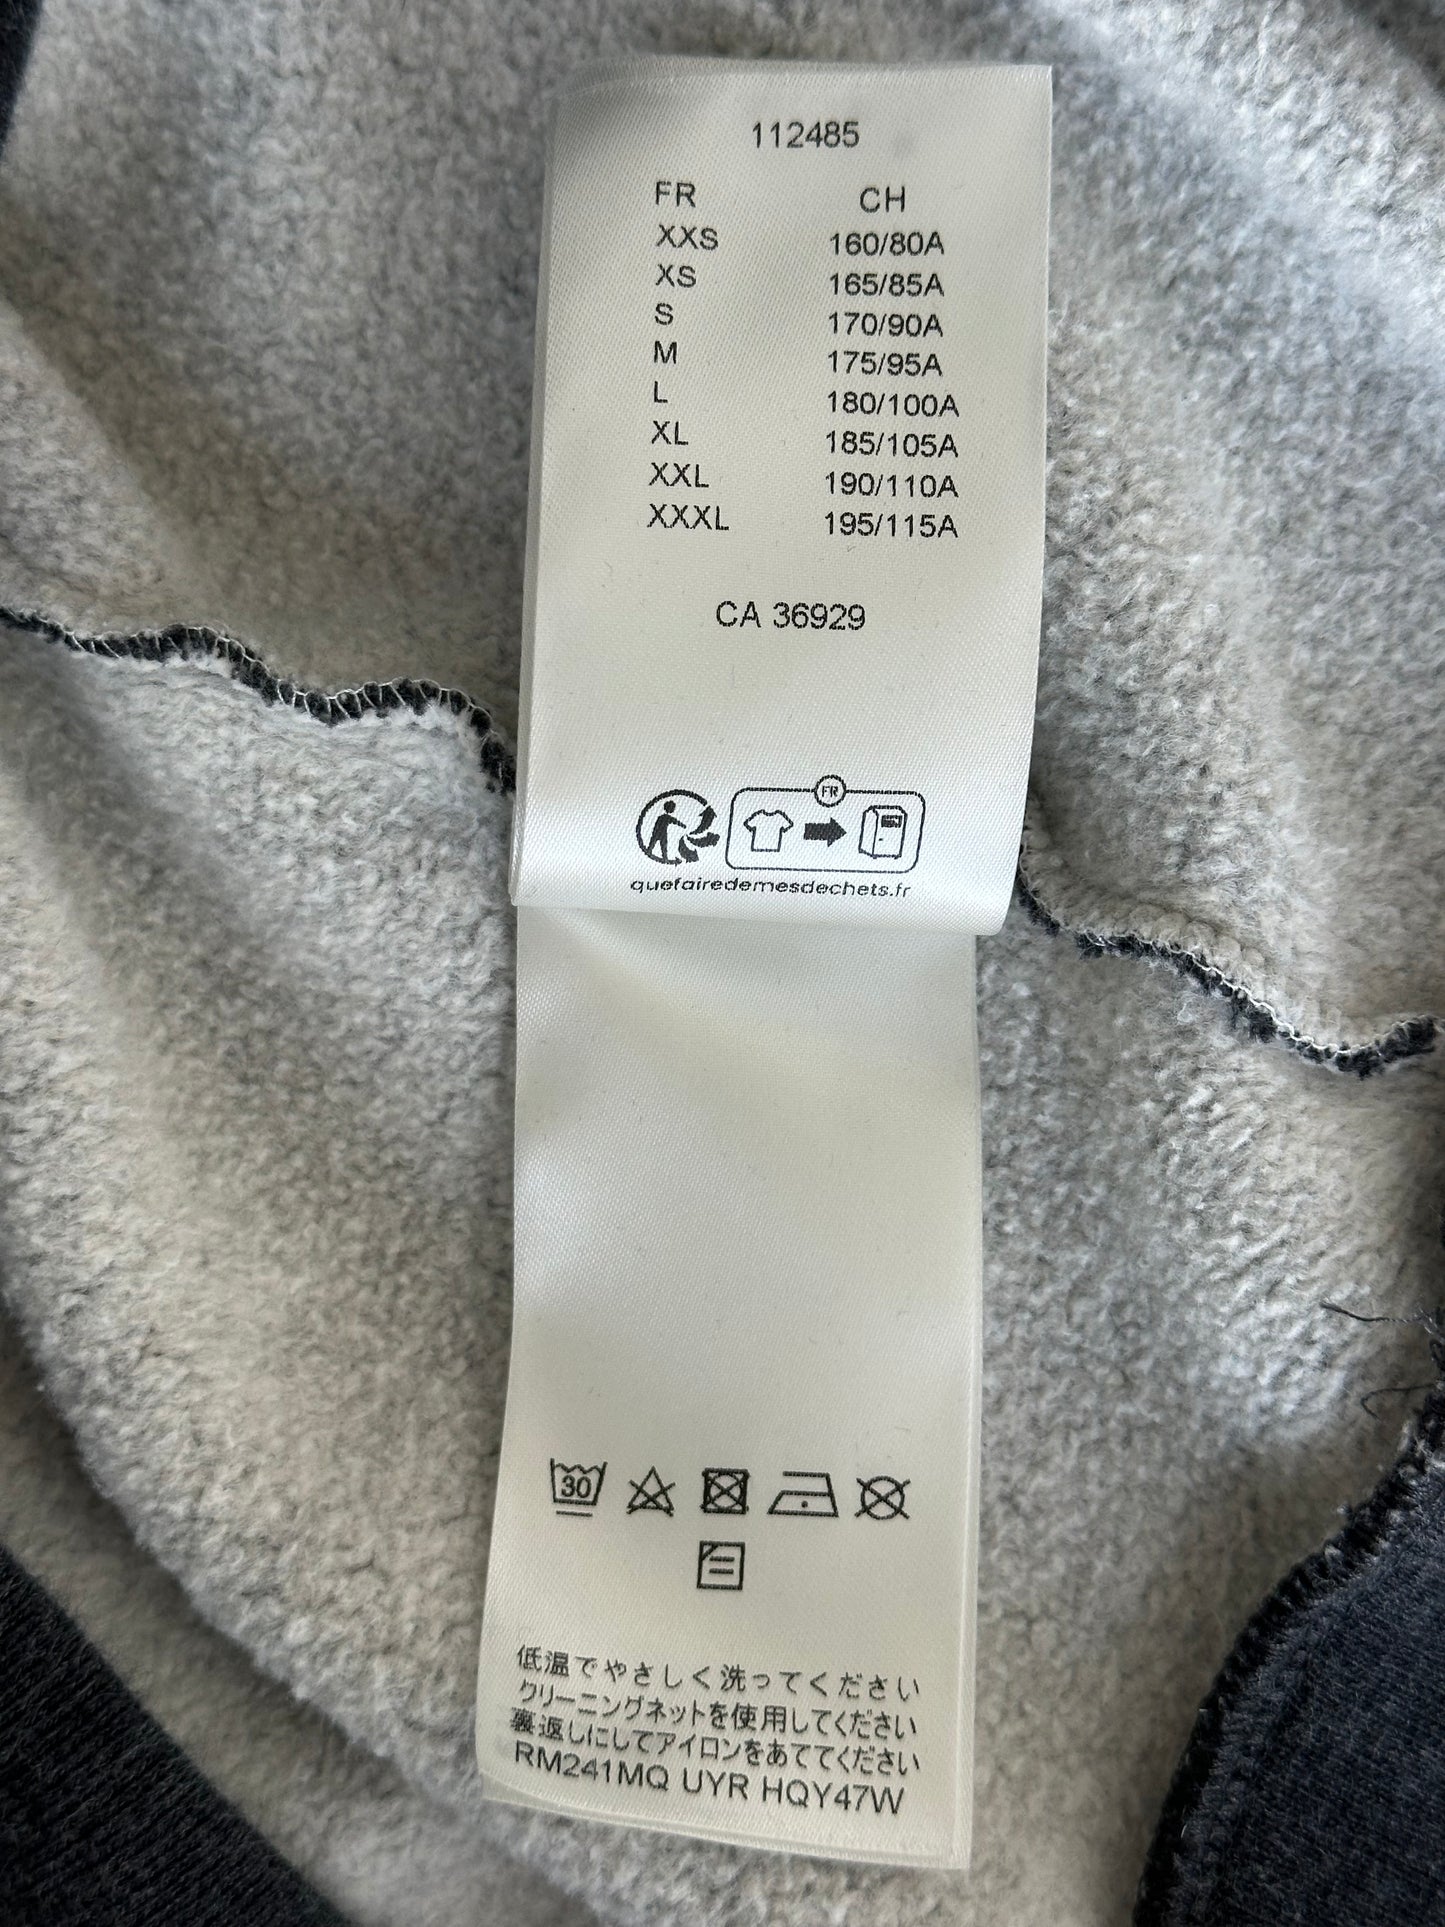 112485
FR CH
XXS 160/80A
XS 165/85A
S 170/90A
M 175/95A
L 180/100A
XL 185/105A
XXL 190/110A
XXXL 195/115A
CA 36929
FR
quefairedemesdechets.fr
30
低温でやさしく洗ってください
クリーニングネットを使用してください
裏返しにしてアイロンをあててください
RM241MQ UYR HQY47W